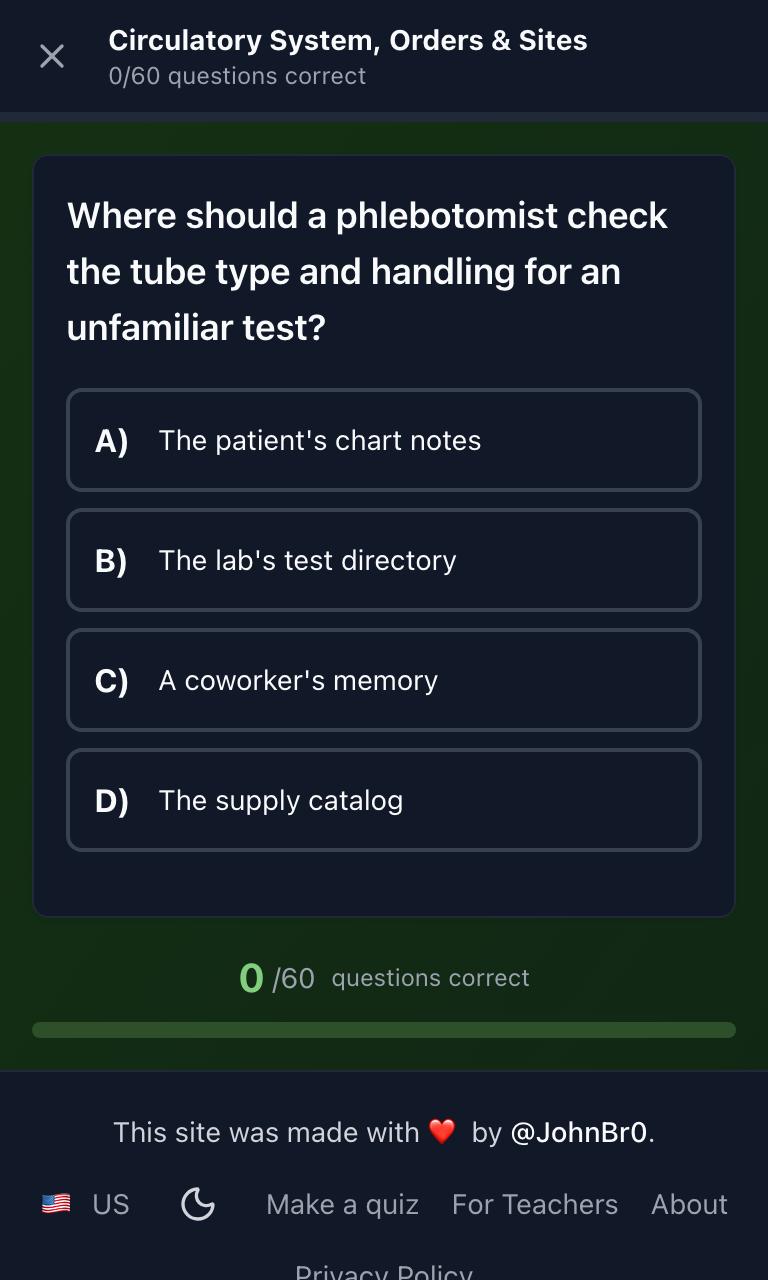 Circulatory System, Orders & Sites
0/60 questions correct
Where should a phlebotomist check
the tube type and handling for an
unfamiliar test?
A) The patient's chart notes
B) The lab's test directory
C) A coworker's memory
D) The supply catalog
0 /60 questions correct
This site was made with ❤️ by @JohnBr0.
🇺🇸 US Make a quiz For Teachers About
Privacy Policy